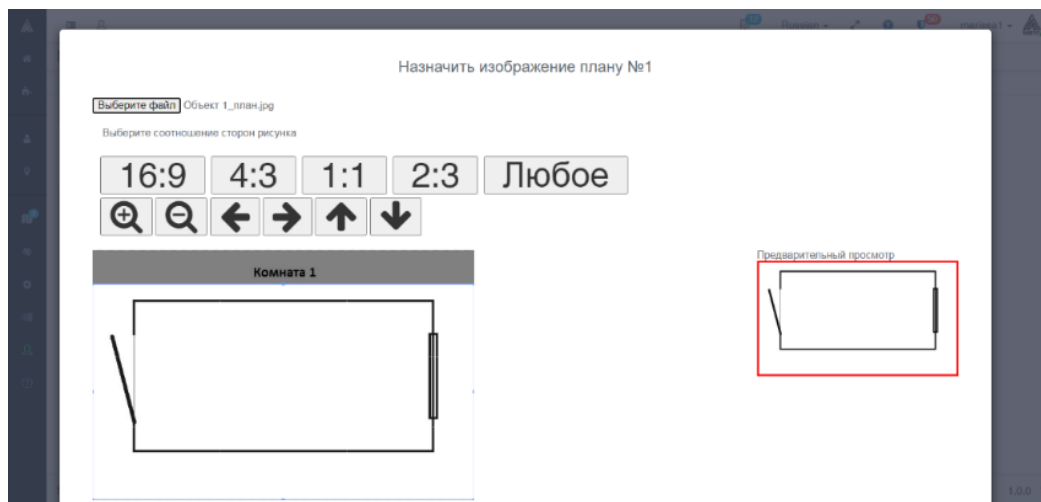 Russian
marissa1
Назначить изображение плану №1
Выберите файл Объект 1_план.jpg
Выберите соотношение сторон рисунка
16:9 4:3 1:1 2:3 Любое
Комната 1
Предварительный просмотр
1.0.0